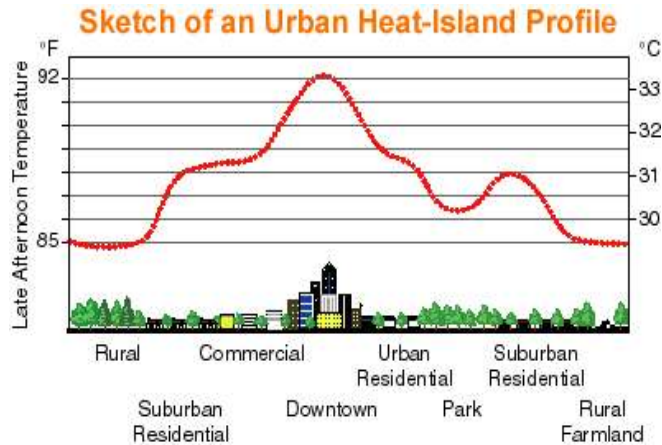 Sketch of an Urban Heat-Island Profile
°F
°C
Late Afternoon Temperature
92
85
33
32
31
30
Rural
Commercial
Urban
Residential
Suburban
Residential
Suburban
Residential
Downtown
Park
Rural
Farmland